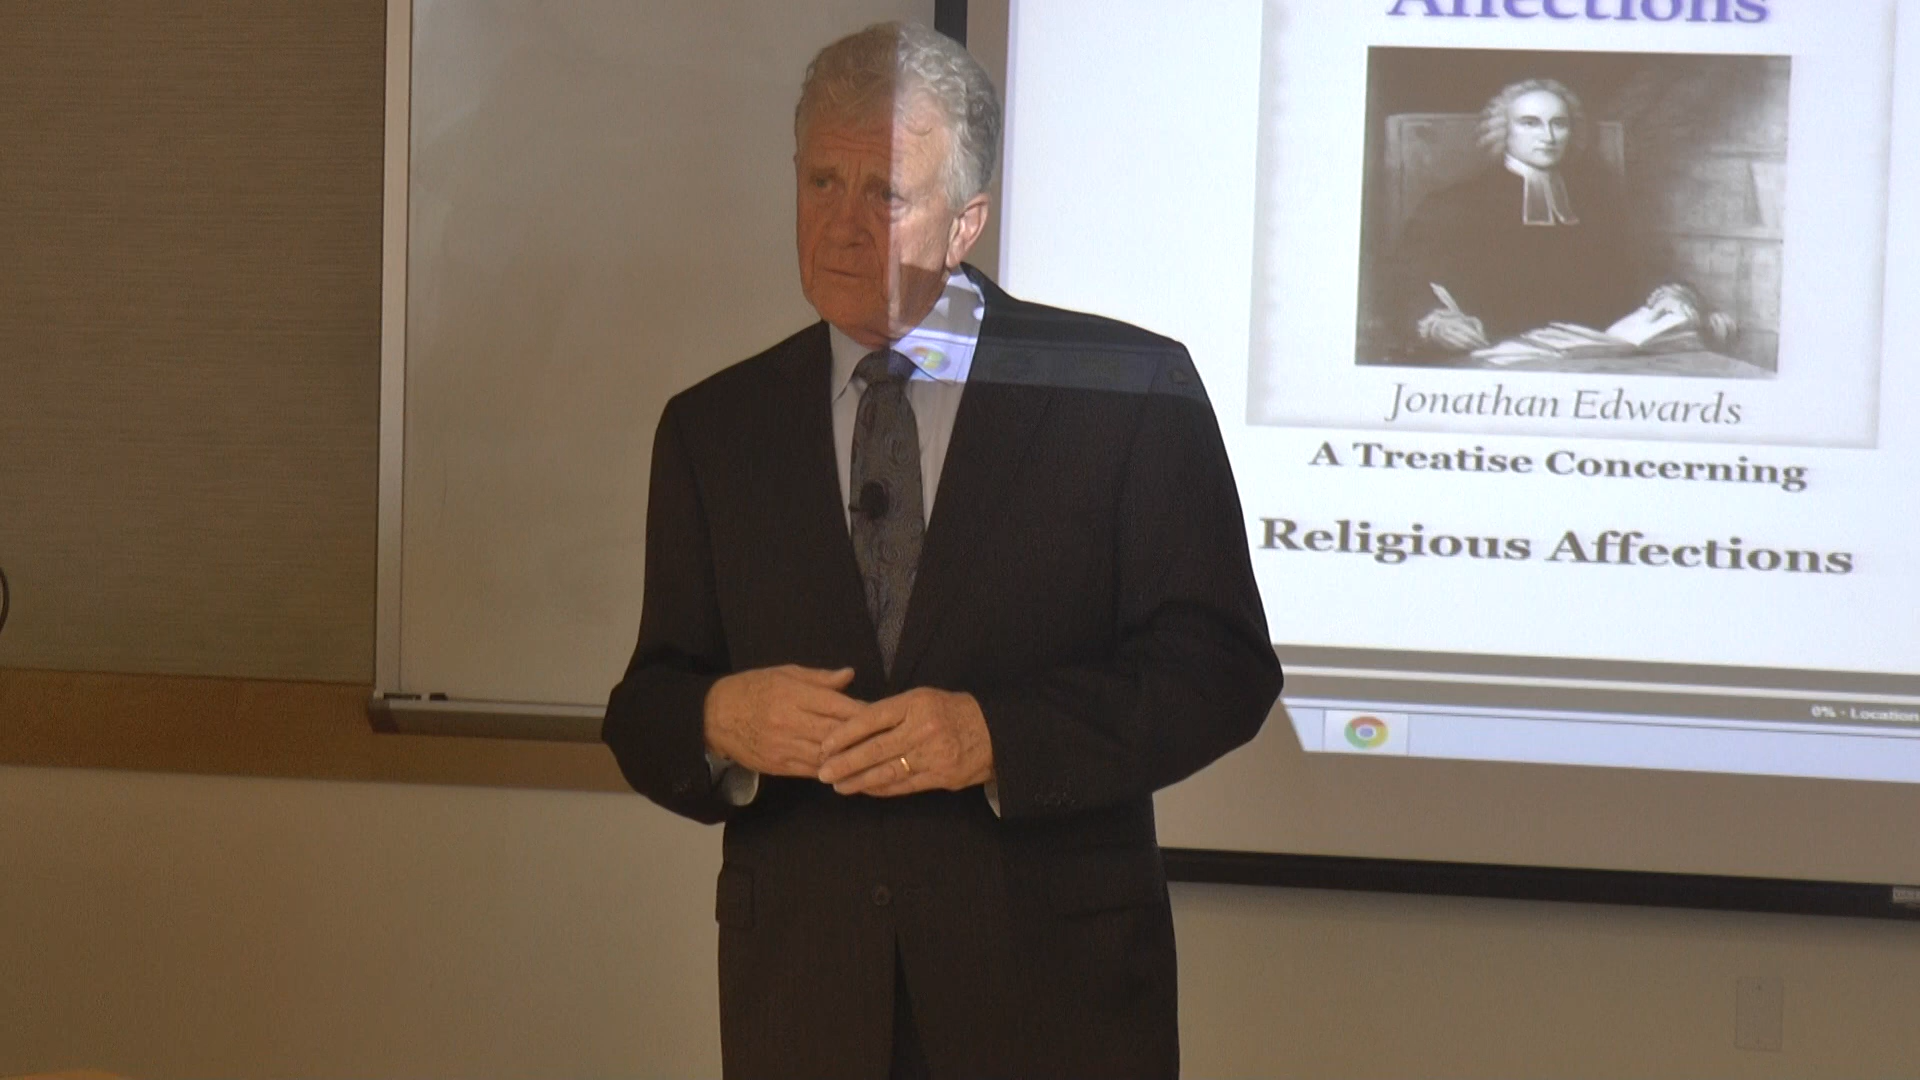 Affections
Jonathan Edwards
A Treatise Concerning
Religious Affections
0% · Location